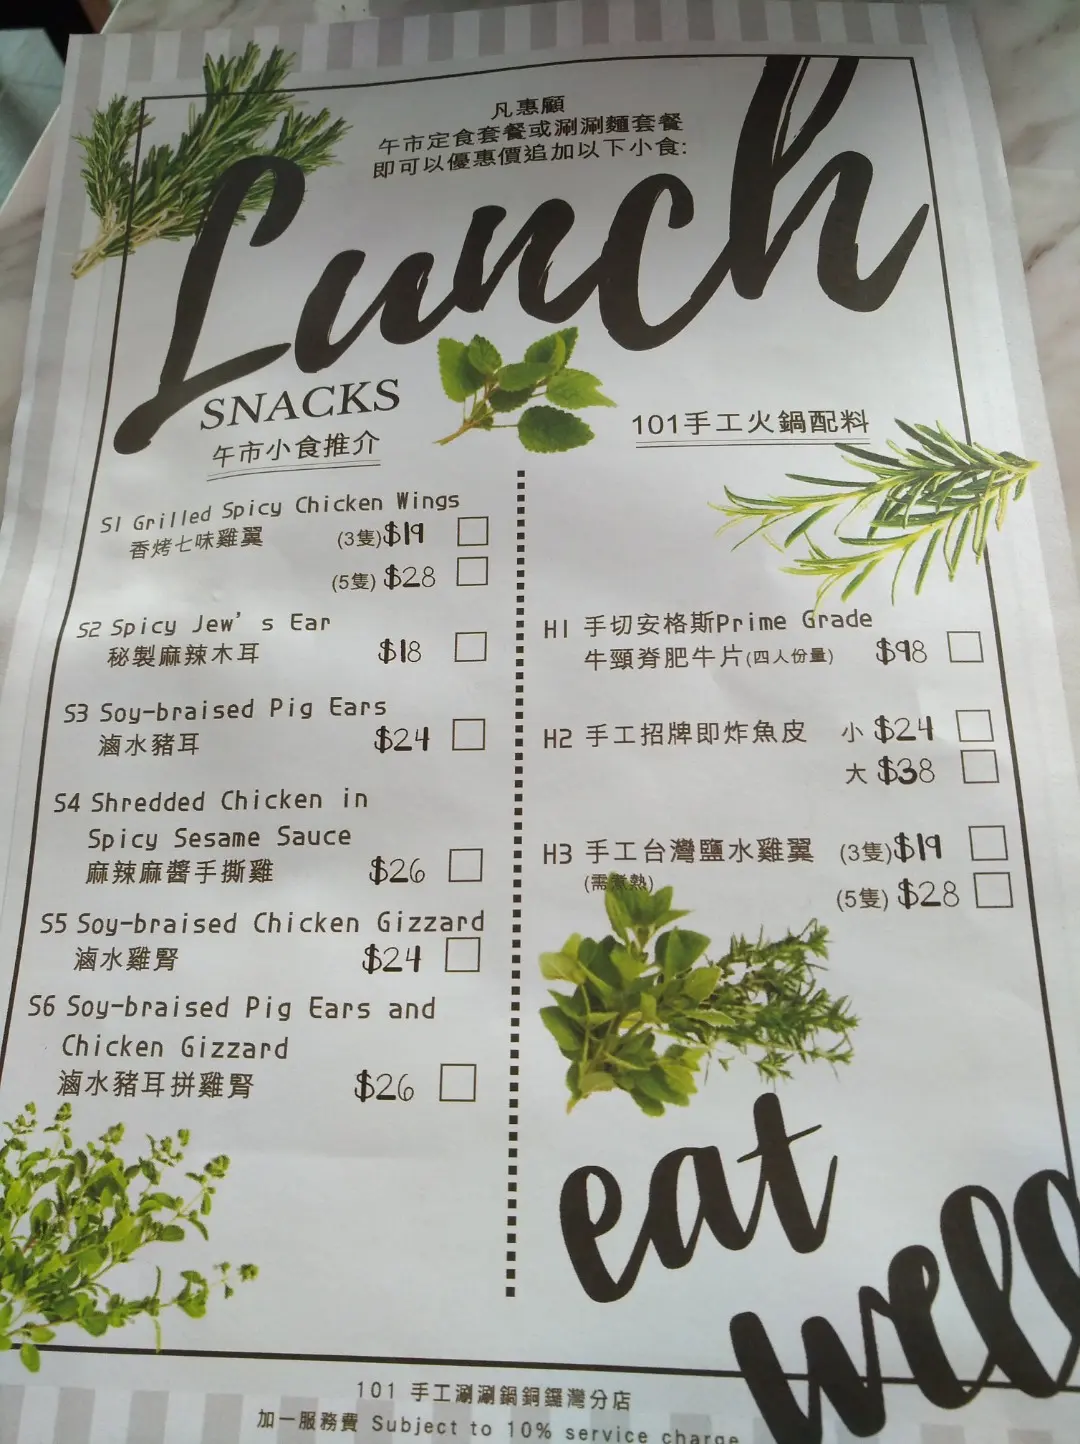 凡惠顧
午市定食套餐或涮涮麵套餐
即可以優惠價追加以下小食:
Lunch
SNACKS
午市小食推介
S1 Grilled Spicy Chicken Wings
香烤七味雞翼 (3隻)$19
(5隻) $28
S2 Spicy Jew's Ear
秘製麻辣木耳 $18
S3 Soy-braised Pig Ears
滷水豬耳 $24
S4 Shredded Chicken in
Spicy Sesame Sauce
麻辣麻醬手撕雞 $26
S5 Soy-braised Chicken Gizzard
滷水雞腎 $24
S6 Soy-braised Pig Ears and
Chicken Gizzard
滷水豬耳拼雞腎 $26
101手工火鍋配料
H1 手切安格斯Prime Grade
牛頸脊肥牛片(四人份量) $98
H2 手工招牌即炸魚皮 小 $24
大 $38
H3 手工台灣鹽水雞翼 (3隻)$19
(需煮熟) (5隻) $28
eat
well
101 手工涮涮鍋銅鑼灣分店
加一服務費 Subject to 10% service charge